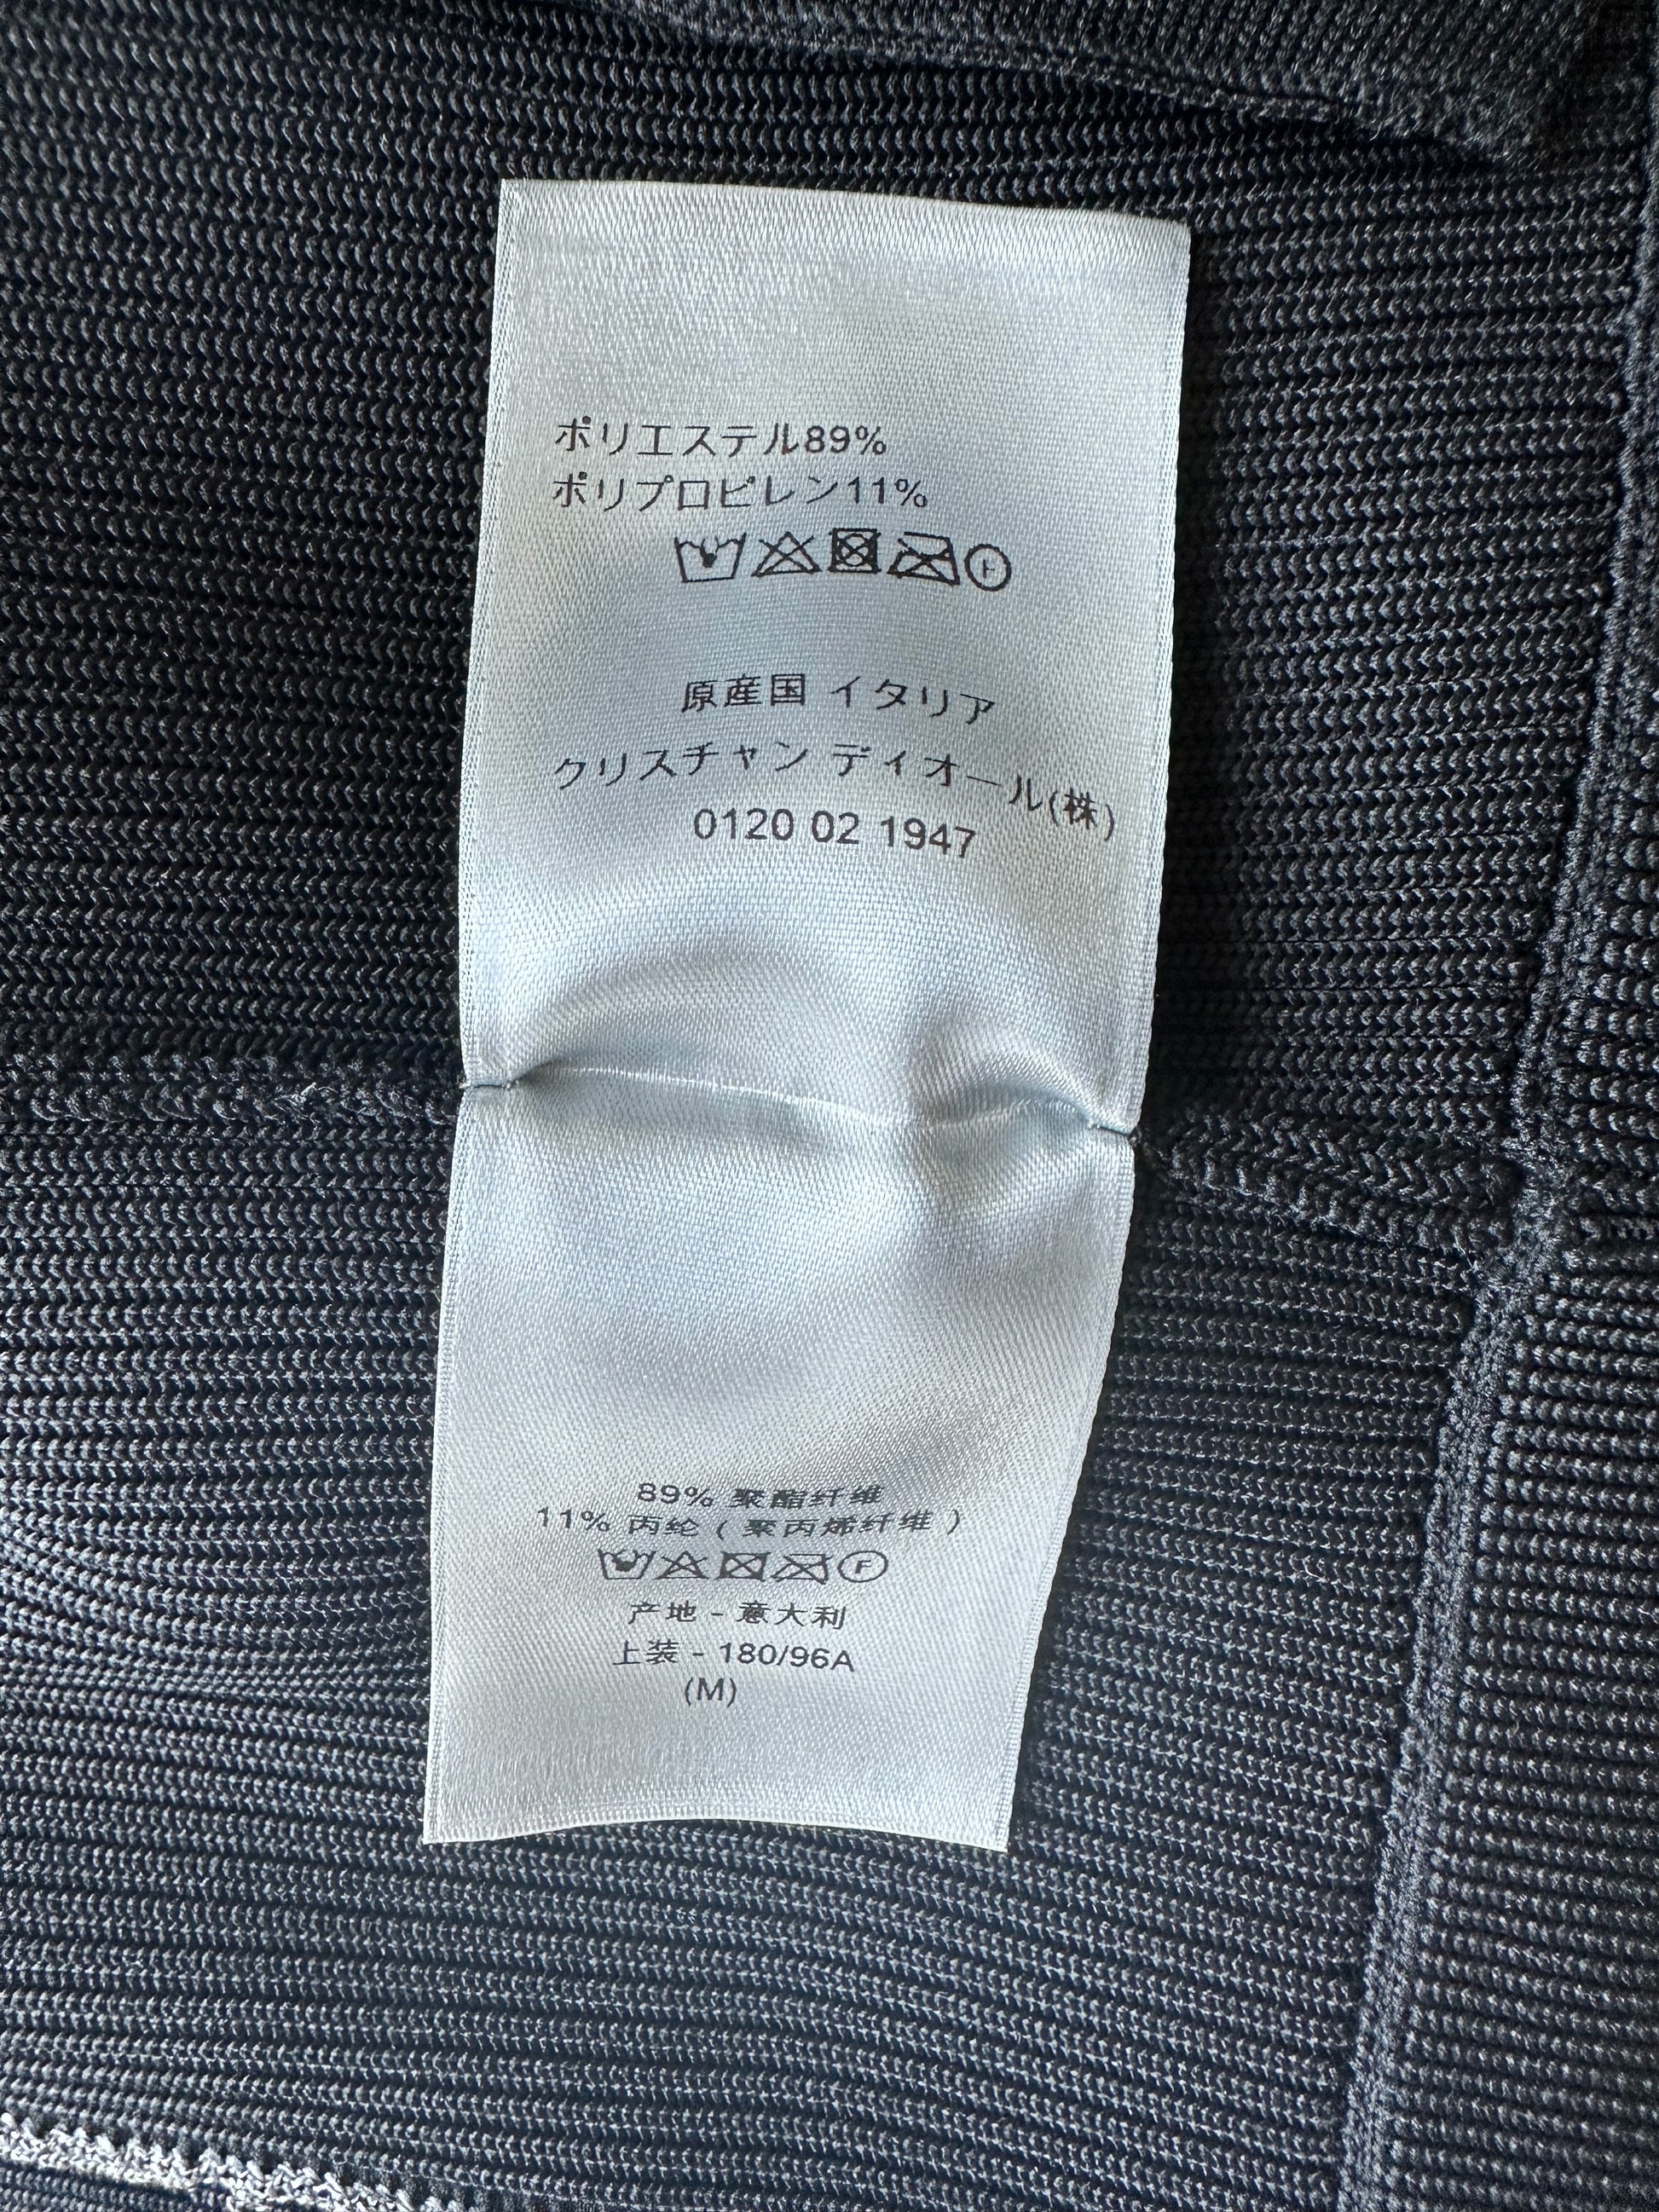 ポリエステル89%
ポリプロピレン11%
原産国 イタリア
クリスチャン ディオール(株)
0120 02 1947
89% 聚酯纤维
11% 丙纶 ( 聚丙烯纤维 )
F
产地 - 意大利
上装 - 180/96A
(M)